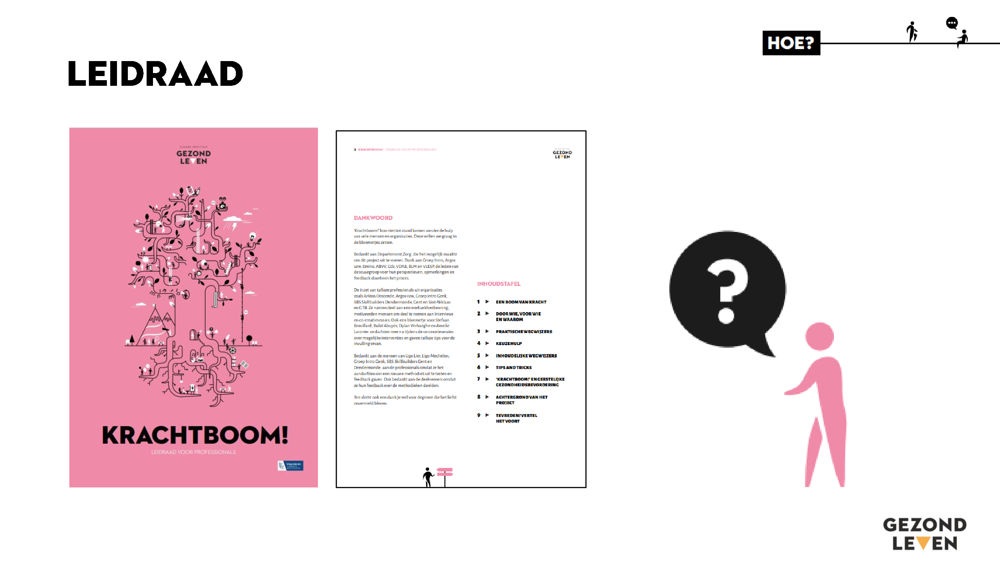 HOE?
LEIDRAAD
VLAAMS INSTITUUT
GEZOND
LEVEN
KRACHTBOOM!
LEIDRAAD VOOR PROFESSIONALS
Vlaanderen
2 KRACHTBOOM! - LEIDRAAD VOOR PROFESSIONALS
VLAAMS INSTITUUT
GEZOND
LEVEN
DANKWOORD
'Krachtboom!' kon niet tot stand komen zonder de hulp
van vele mensen en organisaties. Deze willen we graag in
de bloemetjes zetten.
Bedankt aan Departement Zorg, die het mogelijk maakte
om dit project uit te voeren. Dank aan Groep Intro, Argos
vzw, Emino, ABVV, Gtb, VDAB, BLM en VLESP, de leden van
de stuurgroep voor hun perspectieven, opmerkingen en
feedback doorheen het proces.
De inzet van talloze professionals uit organisaties
zoals Arktos Oostende, Argos vzw, Groep intro Genk,
SBS Skillbuilders Dendermonde, Gent en Sint-Niklaas
en GTB. Ze namen deel aan een werkveldverkenning,
motiveerden mensen om deel te nemen aan interviews
en co-creatiesessies. Ook een bloemetje voor Stefaan
Brovillard, Bulat Abuyev, Dylan Verhaeghe en Amelie
Laconte: ze dachten mee na tijdens de co-creatiesessies
over mogelijke interventies en gaven talloze tips voor de
invulling ervan.
Bedankt aan de mensen van Ligo Lier, Ligo Mechelen,
Groep Intro Genk, SBS Skillbuilders Gent en
Dendermonde, aan de professionals omdat ze het
aandurfden om een nieuwe methodiek uit te testen en
feedback gaven. Ook bedankt aan de deelnemers omdat
ze hun feedback over de methodieken deelden.
Ten slotte ook een dank je wel voor degenen die het liefst
onvermeld bleven.
INHOUDSTAFEL
1 ▶ EEN BOOM VAN KRACHT
2 ▶ DOOR WIE, VOOR WIE
EN WAAROM
3 ▶ PRAKTISCHE WEGWIJZERS
4 ▶ KEUZEHULP
5 ▶ INHOUDELIJKE WEGWIJZERS
6 ▶ TIPS AND TRICKS
7 ▶ 'KRACHTBOOM!' EN GEESTELIJKE
GEZONDHEIDSBEVORDERING
8 ▶ ACHTERGROND VAN HET
PROJECT
9 ▶ TEVREDEN? VERTEL
HET VOORT
?
GEZOND
LEVEN